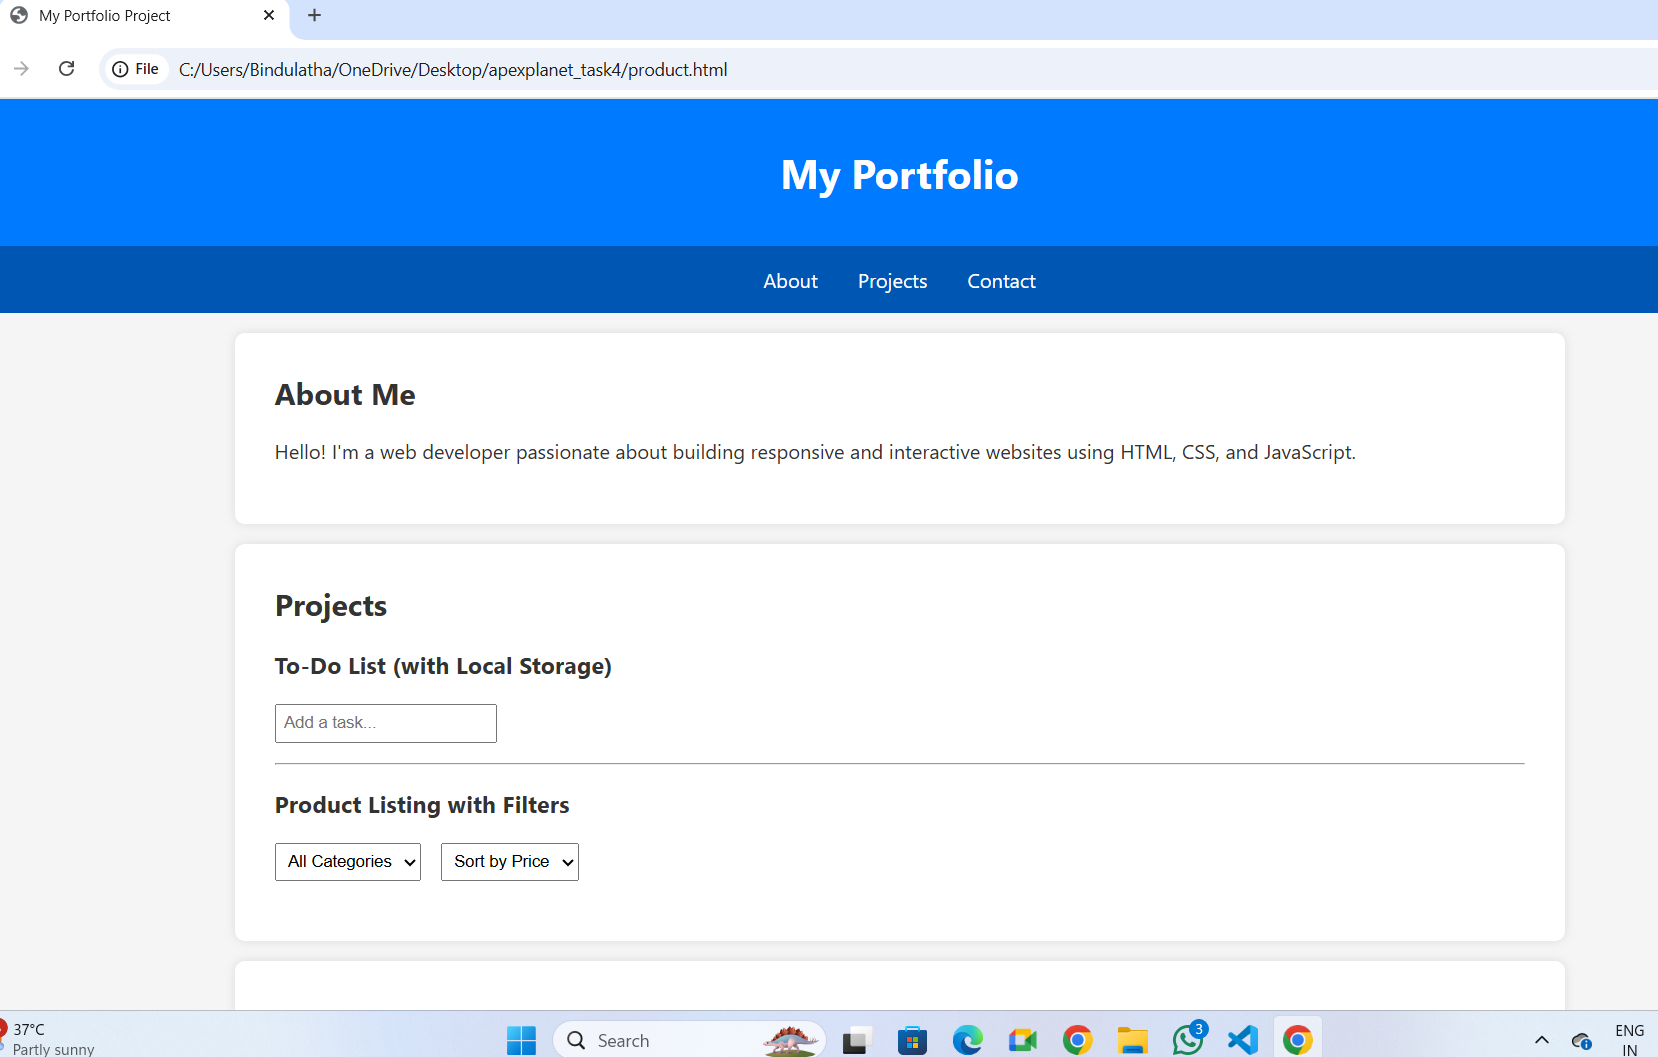 My Portfolio Project
File C:/Users/Bindulatha/OneDrive/Desktop/apexplanet_task4/product.html
My Portfolio
About Projects Contact
About Me
Hello! I'm a web developer passionate about building responsive and interactive websites using HTML, CSS, and JavaScript.
Projects
To-Do List (with Local Storage)
Add a task...
Product Listing with Filters
All Categories Sort by Price
37°C
Partly sunny
Search
3
ENG
IN